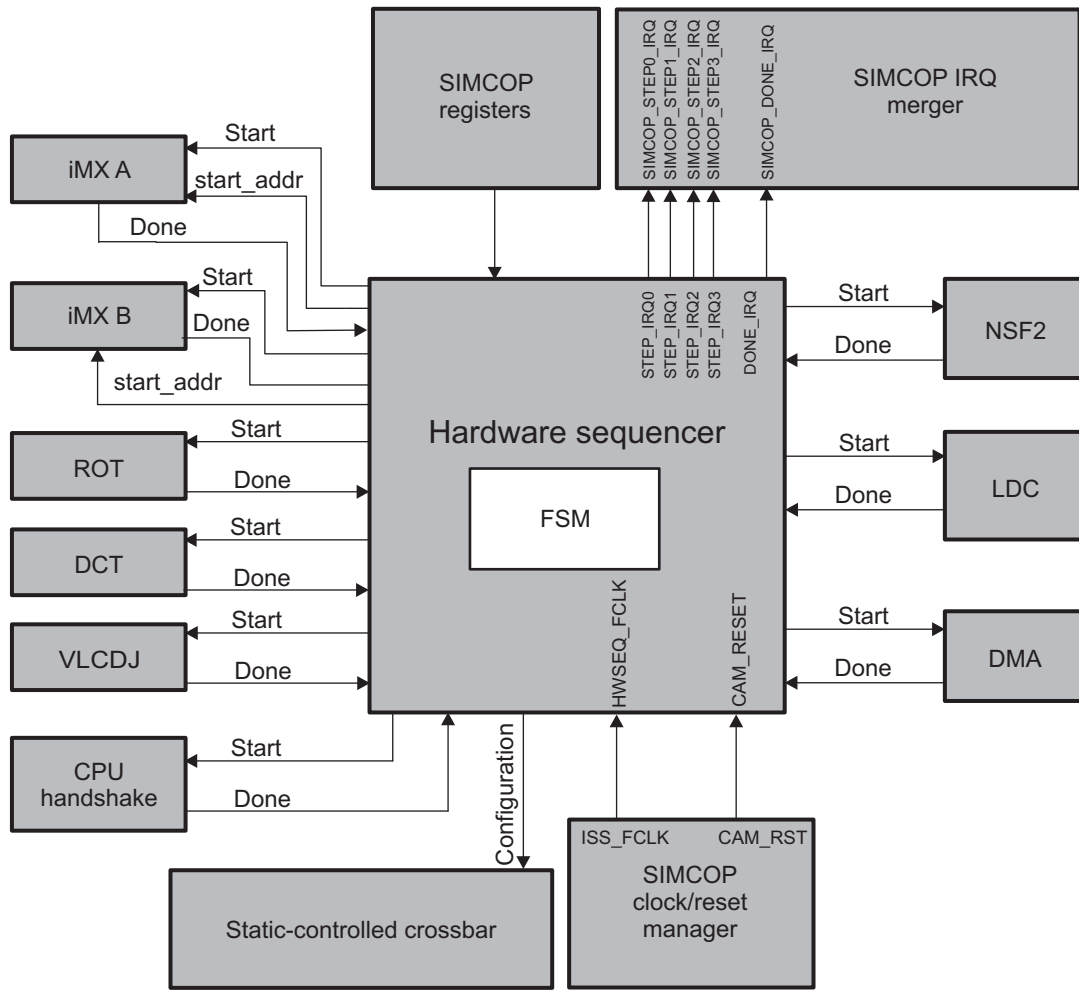 SIMCOP
registers
SIMCOP_STEP0_IRQ
SIMCOP_STEP1_IRQ
SIMCOP_STEP2_IRQ
SIMCOP_STEP3_IRQ
SIMCOP_DONE_IRQ
SIMCOP IRQ
merger
iMX A
Start
start_addr
Done
iMX B
Start
Done
start_addr
ROT
Start
Done
DCT
Start
Done
VLCDJ
Start
Done
CPU
handshake
Start
Done
STEP_IRQ0
STEP_IRQ1
STEP_IRQ2
STEP_IRQ3
DONE_IRQ
Hardware sequencer
FSM
HWSEQ_FCLK
CAM_RESET
Start
Done
NSF2
Start
Done
LDC
Start
Done
DMA
Configuration
Static-controlled crossbar
ISS_FCLK
CAM_RST
SIMCOP
clock/reset
manager